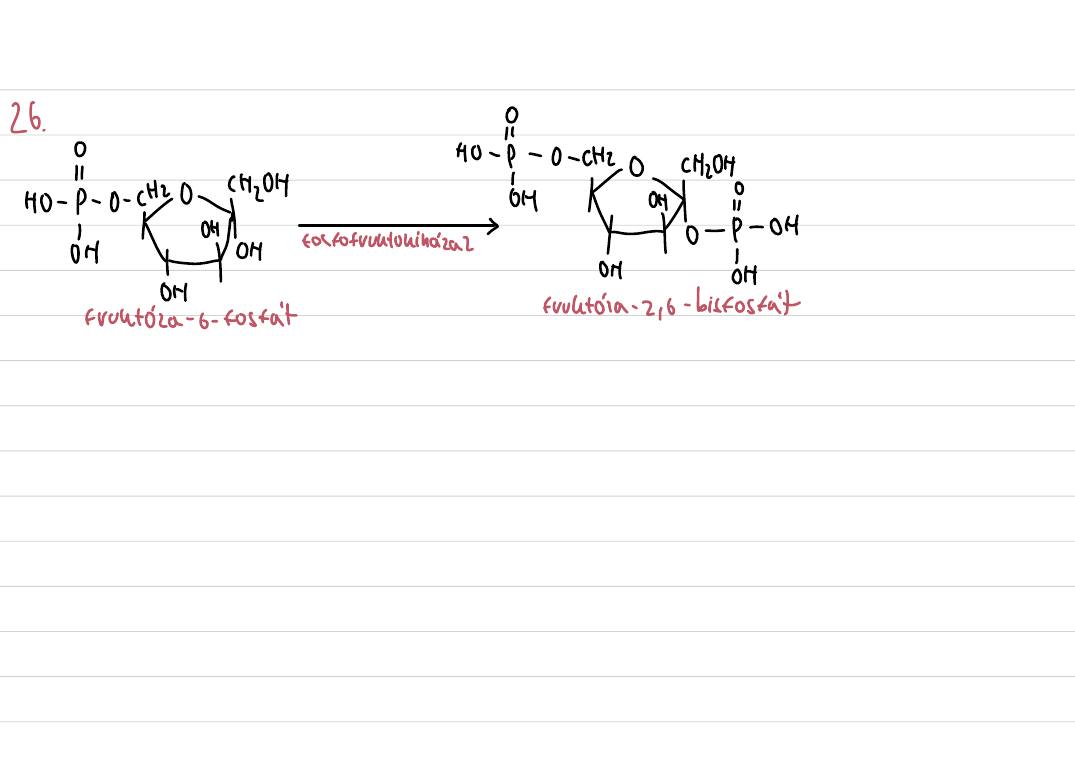 26.
O
HO-P-O-CH2 O CH2OH
OH
OH
OH
OH
fruktóza-6-fosfát
fosfofruktokináza2
O
HO-P-O-CH2 O CH2OH
OH
OH
OH
O
O-P-OH
OH
fruktóza-2,6-bisfosfát